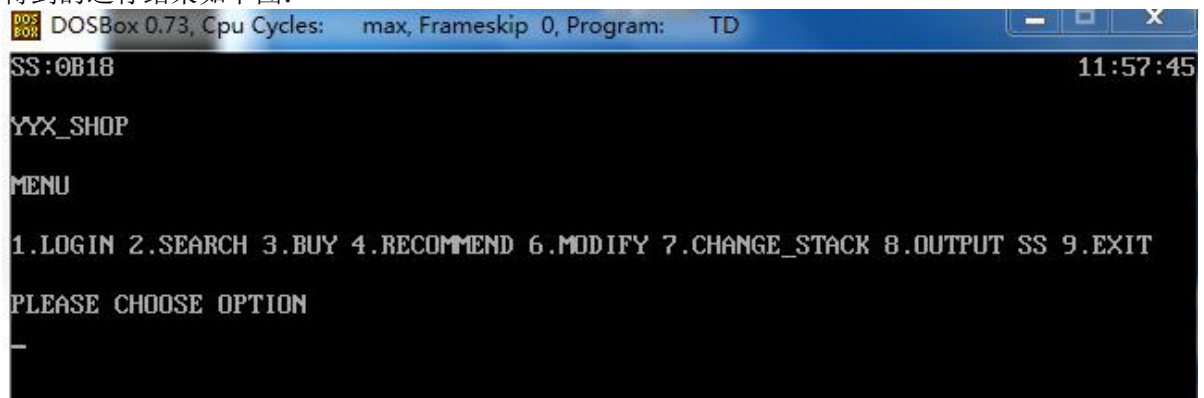 得到的运行结果如下图:
DOSBox 0.73, Cpu Cycles: max, Frameskip 0, Program: TD
SS:0B18 11:57:45
YYX_SHOP
MENU
1.LOGIN 2.SEARCH 3.BUY 4.RECOMMEND 6.MODIFY 7.CHANGE_STACK 8.OUTPUT SS 9.EXIT
PLEASE CHOOSE OPTION